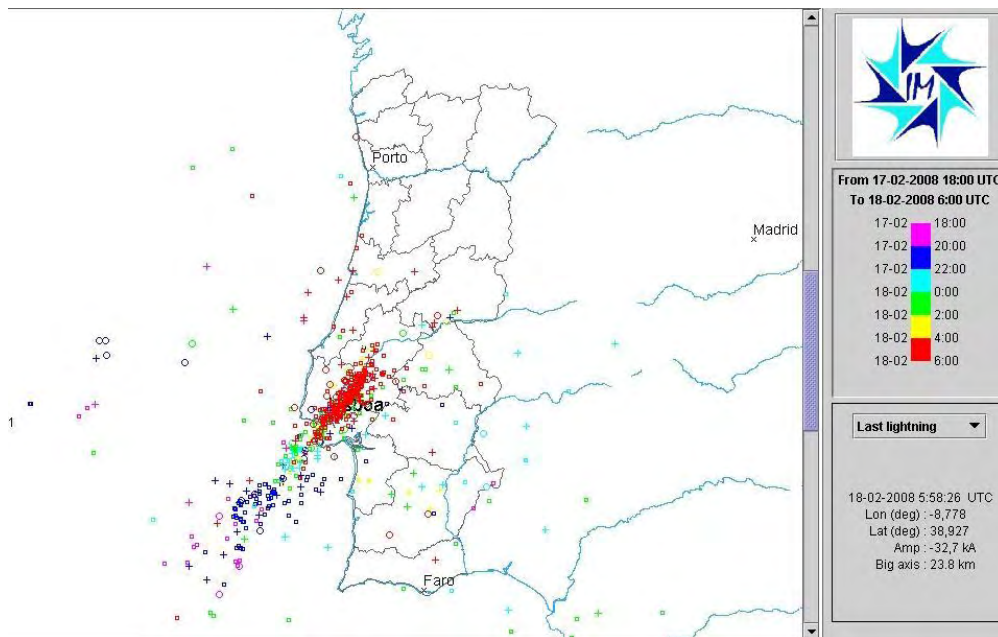 Porto
Madrid
Faro
1
IM
From 17-02-2008 18:00 UTC
To 18-02-2008 6:00 UTC
17-02 18:00
17-02 20:00
17-02 22:00
18-02 0:00
18-02 2:00
18-02 4:00
18-02 6:00
Last lightning
18-02-2008 5:58:26 UTC
Lon (deg) : -8,778
Lat (deg) : 38,927
Amp : -32,7 kA
Big axis : 23.8 km